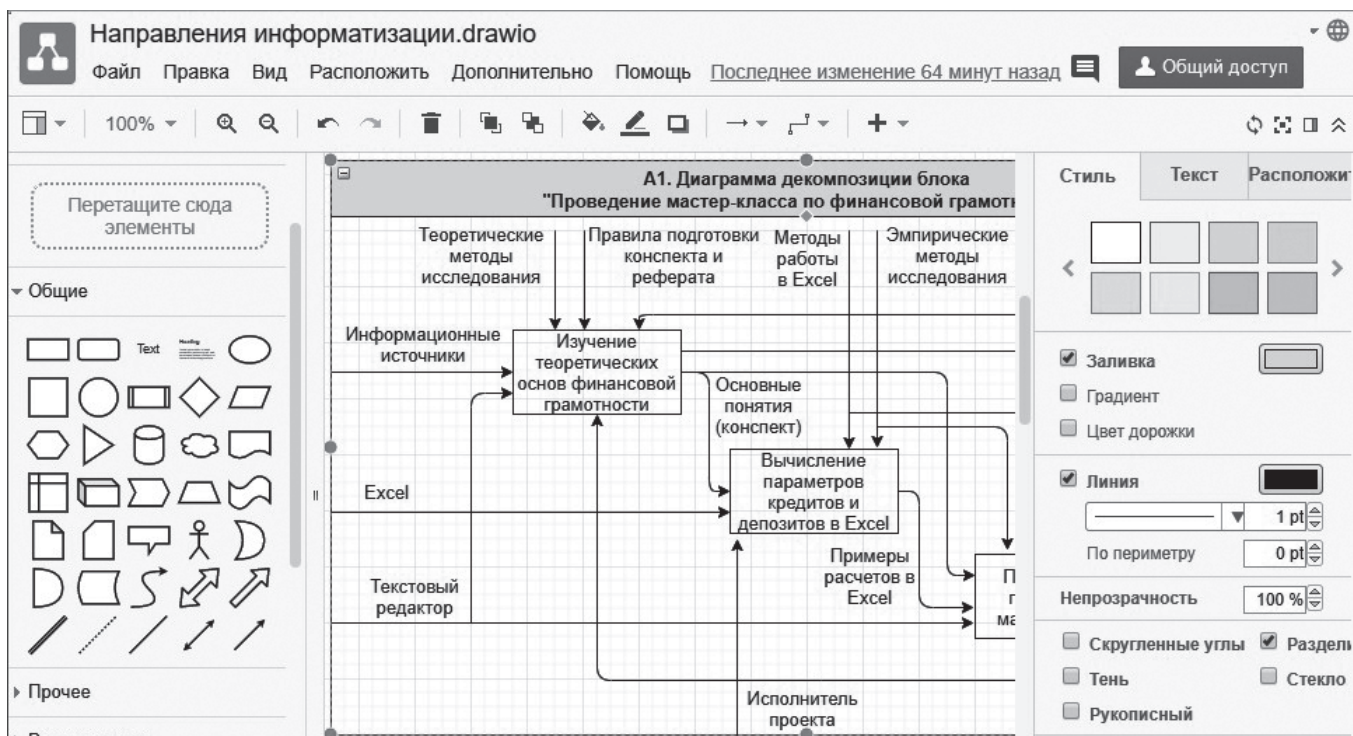 Направления информатизации.drawio
Файл Правка Вид Расположить Дополнительно Помощь Последнее изменение 64 минут назад
Общий доступ
100%
Перетащите сюда
элементы
Общие
Text
Heading
Прочее
А1. Диаграмма декомпозиции блока
"Проведение мастер-класса по финансовой грамотн
Теоретические
методы
исследования
Правила подготовки
конспекта и
реферата
Методы
работы
в Excel
Эмпирические
методы
исследования
Информационные
источники
Изучение
теоретических
основ финансовой
грамотности
Основные
понятия
(конспект)
Вычисление
параметров
кредитов и
депозитов в Excel
Excel
Примеры
расчетов в
Excel
Текстовый
редактор
П
г
ма
Исполнитель
проекта
Стиль Текст Расположит
Заливка
Градиент
Цвет дорожки
Линия
1 pt
По периметру 0 pt
Непрозрачность 100 %
Скругленные углы Раздели
Тень Стекло
Рукописный